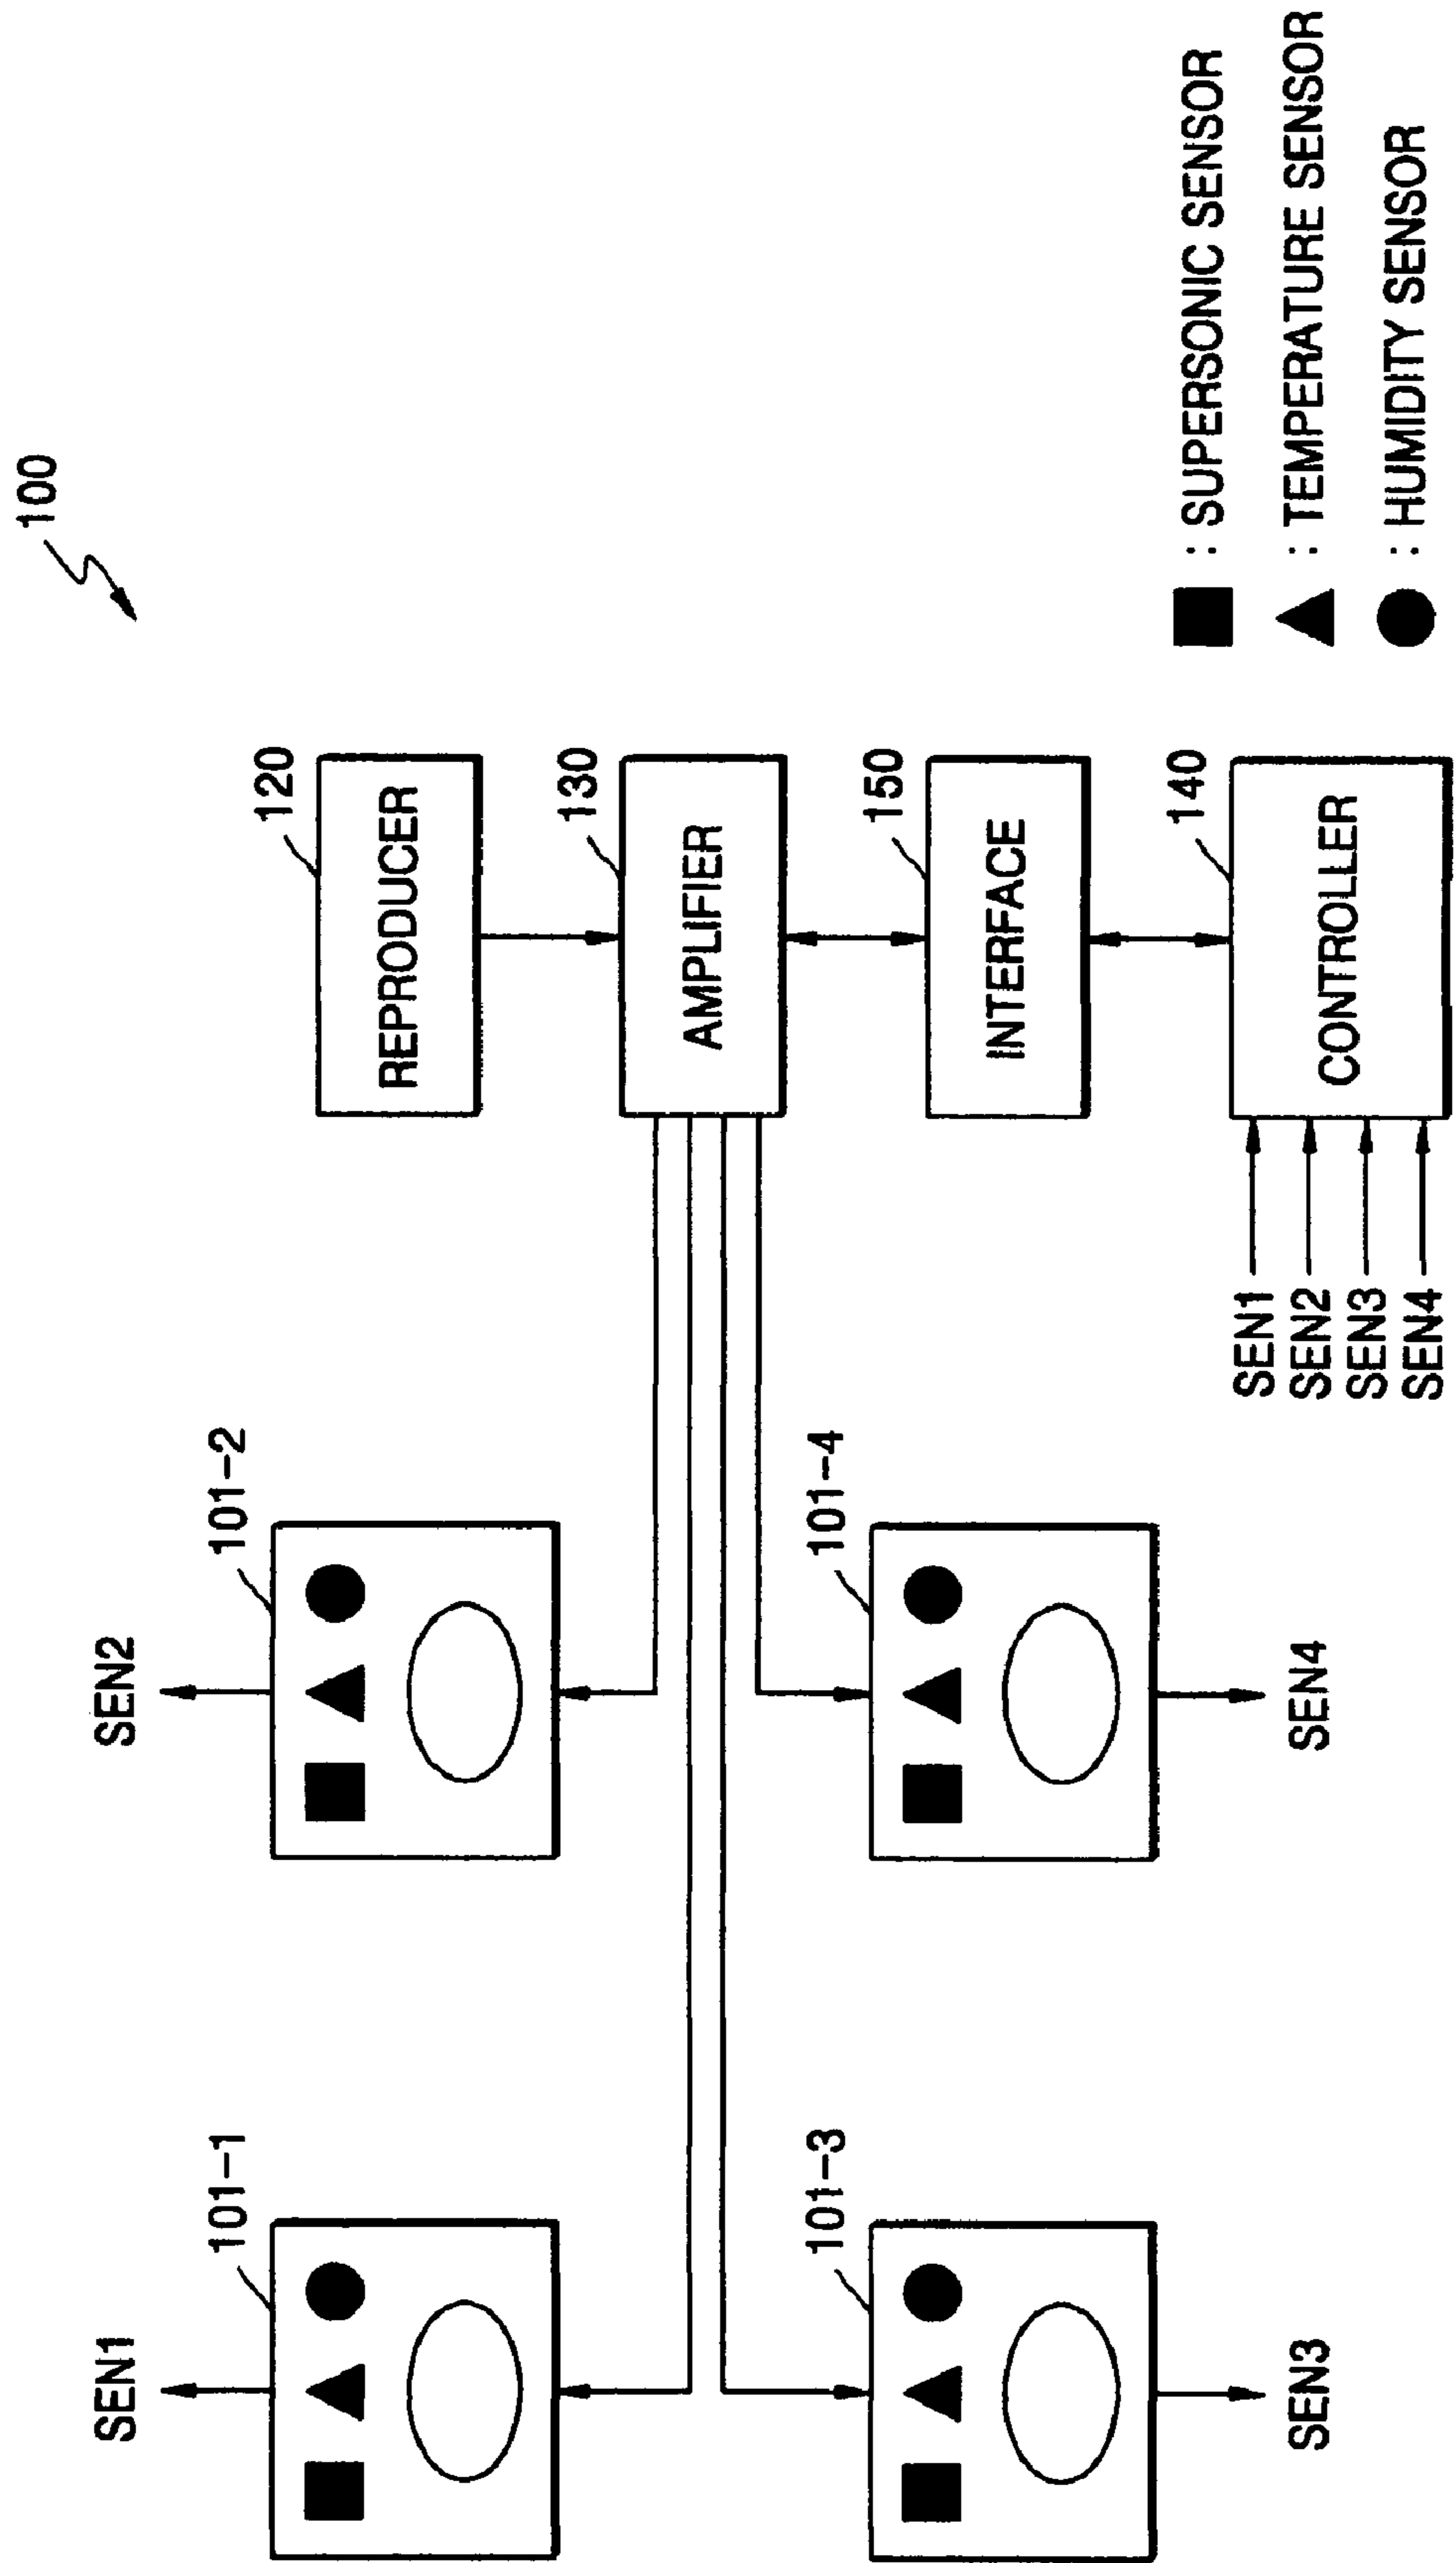 100
SEN1
SEN2
101-1
101-2
120
REPRODUCER
130
AMPLIFIER
101-3
101-4
150
INTERFACE
140
CONTROLLER
SEN1
SEN2
SEN3
SEN4
SEN3
SEN4
: SUPERSONIC SENSOR
: TEMPERATURE SENSOR
: HUMIDITY SENSOR